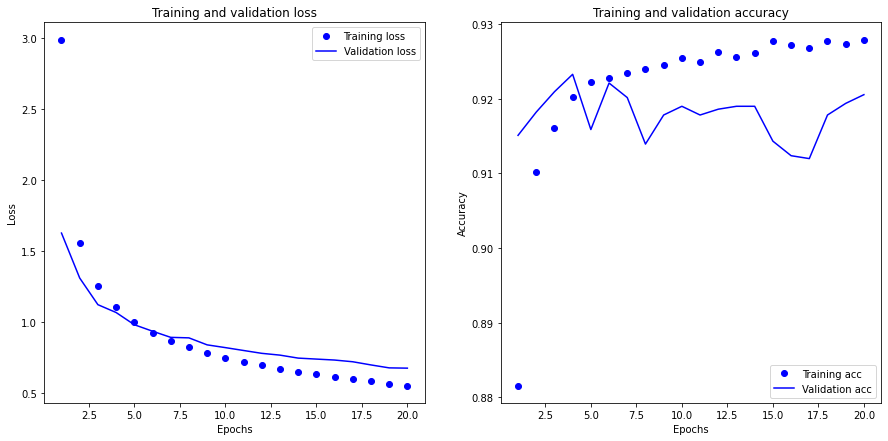 Training and validation loss
3.0
2.5
2.0
1.5
1.0
0.5
Loss
Training loss
Validation loss
2.5 5.0 7.5 10.0 12.5 15.0 17.5 20.0
Epochs
Training and validation accuracy
0.93
0.92
0.91
0.90
0.89
0.88
Accuracy
Training acc
Validation acc
2.5 5.0 7.5 10.0 12.5 15.0 17.5 20.0
Epochs